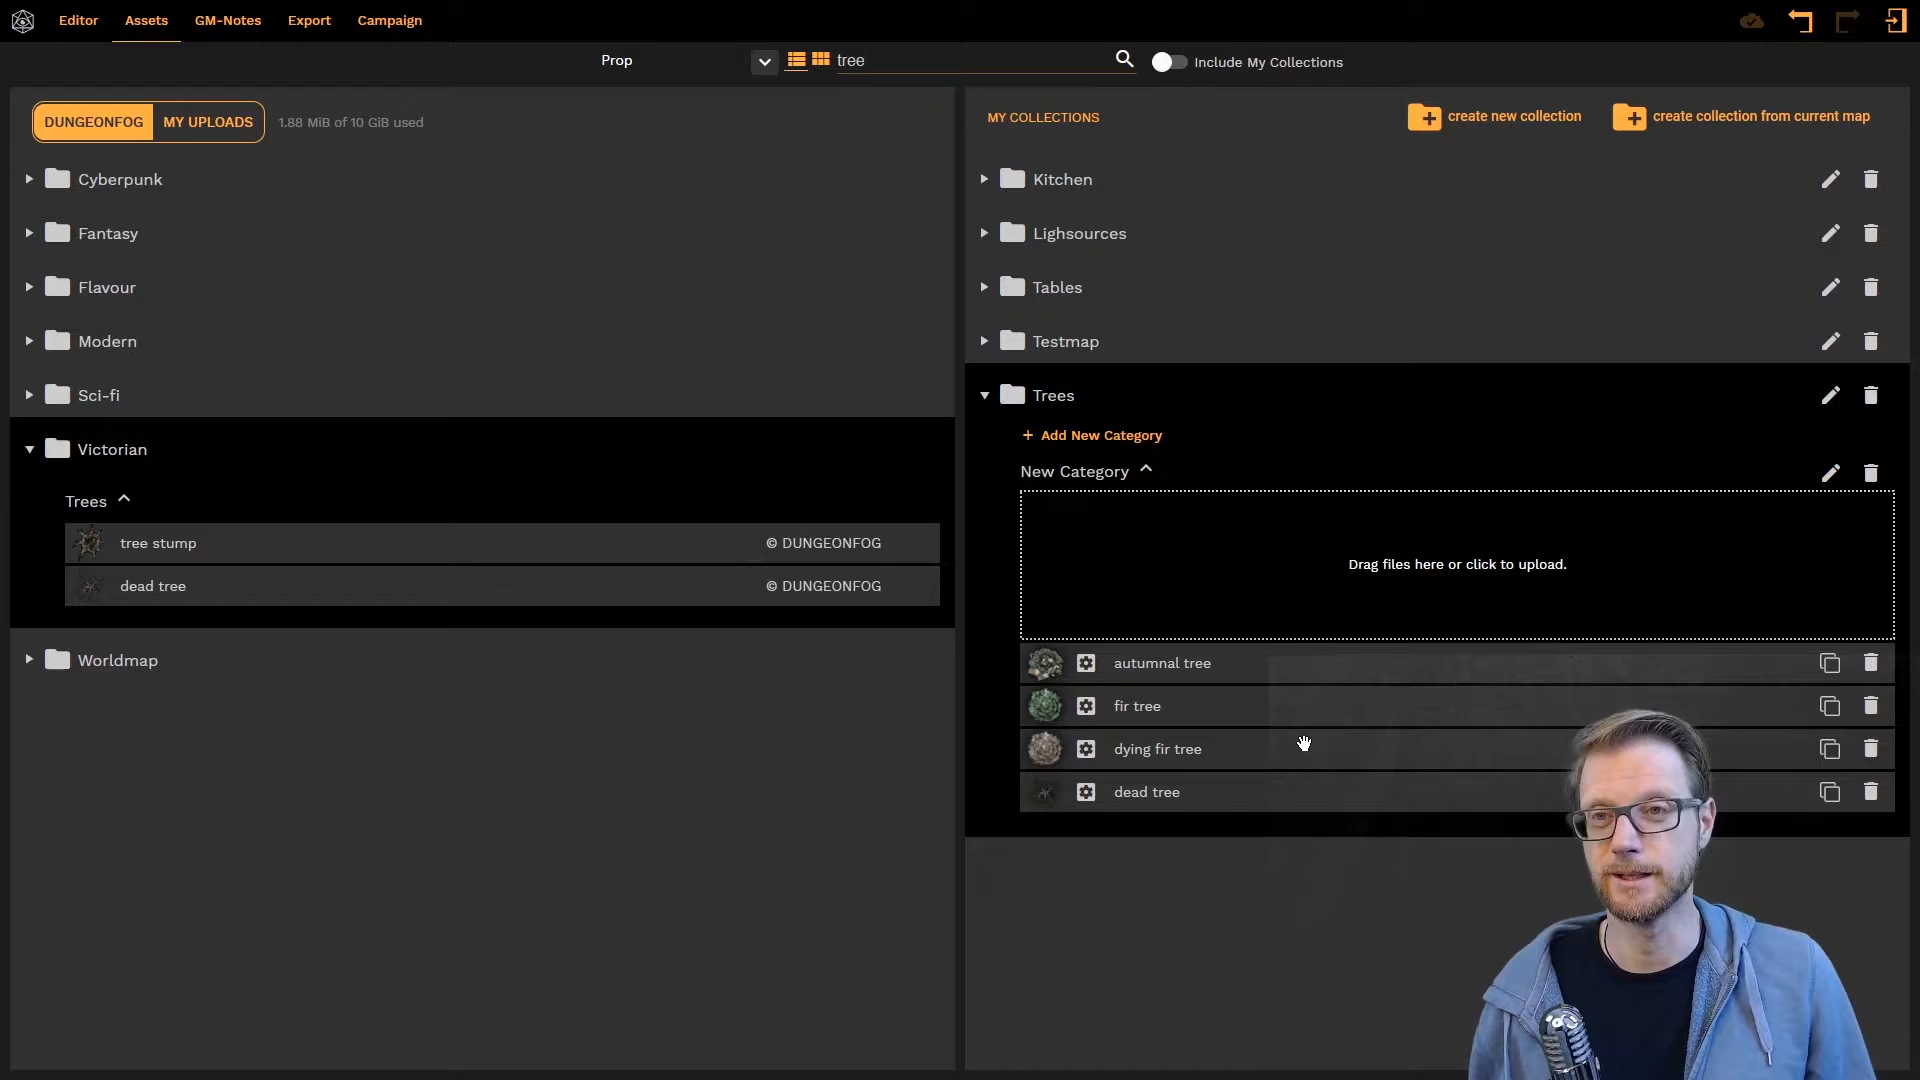 Editor
Assets
GM-Notes
Export
Campaign
Prop
tree
Include My Collections
DUNGEONFOG
MY UPLOADS
1.88 MiB of 10 GiB used
Cyberpunk
Fantasy
Flavour
Modern
Sci-fi
Victorian
Trees
tree stump
© DUNGEONFOG
dead tree
© DUNGEONFOG
Worldmap
MY COLLECTIONS
create new collection
create collection from current map
Kitchen
Lighsources
Tables
Testmap
Trees
+ Add New Category
New Category
Drag files here or click to upload.
autumnal tree
fir tree
dying fir tree
dead tree